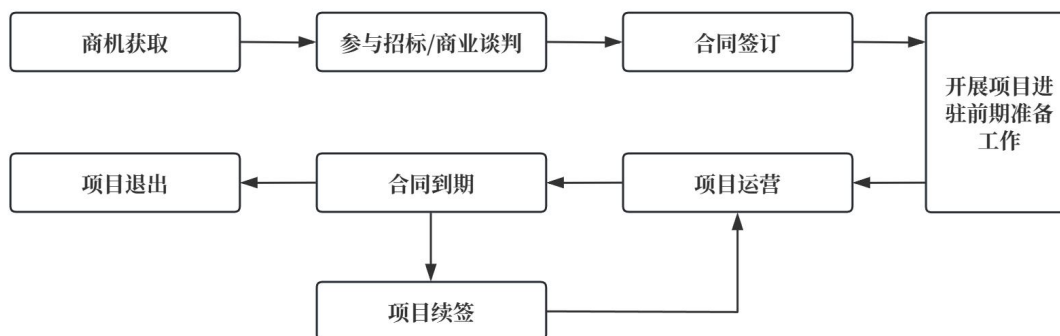 商机获取
参与招标/商业谈判
合同签订
开展项目进
驻前期准备
工作
项目退出
合同到期
项目运营
项目续签